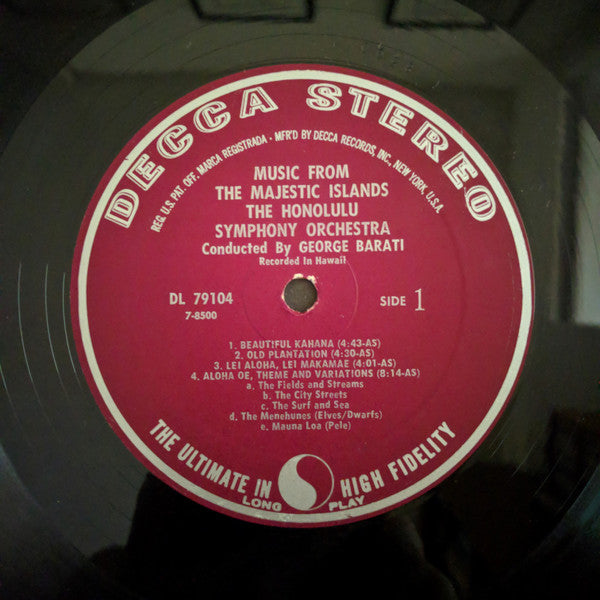 DECCA STEREO
REG. U.S. PAT. OFF. MARCA REGISTRADA · MFR'D BY DECCA RECORDS, INC., NEW YORK, U.S.A.
MUSIC FROM
THE MAJESTIC ISLANDS
THE HONOLULU
SYMPHONY ORCHESTRA
Conducted By GEORGE BARATI
Recorded In Hawaii
DL 79104
7-8500
SIDE 1
1. BEAUTIFUL KAHANA (4:43-AS)
2. OLD PLANTATION (4:30-AS)
3. LEI ALOHA, LEI MAKAMAE (4:01-AS)
4. ALOHA OE, THEME AND VARIATIONS (8:14-AS)
a. The Fields and Streams
b. The City Streets
c. The Surf and Sea
d. The Menehunes (Elves/Dwarfs)
e. Mauna Loa (Pele)
THE ULTIMATE IN HIGH FIDELITY
LONG PLAY